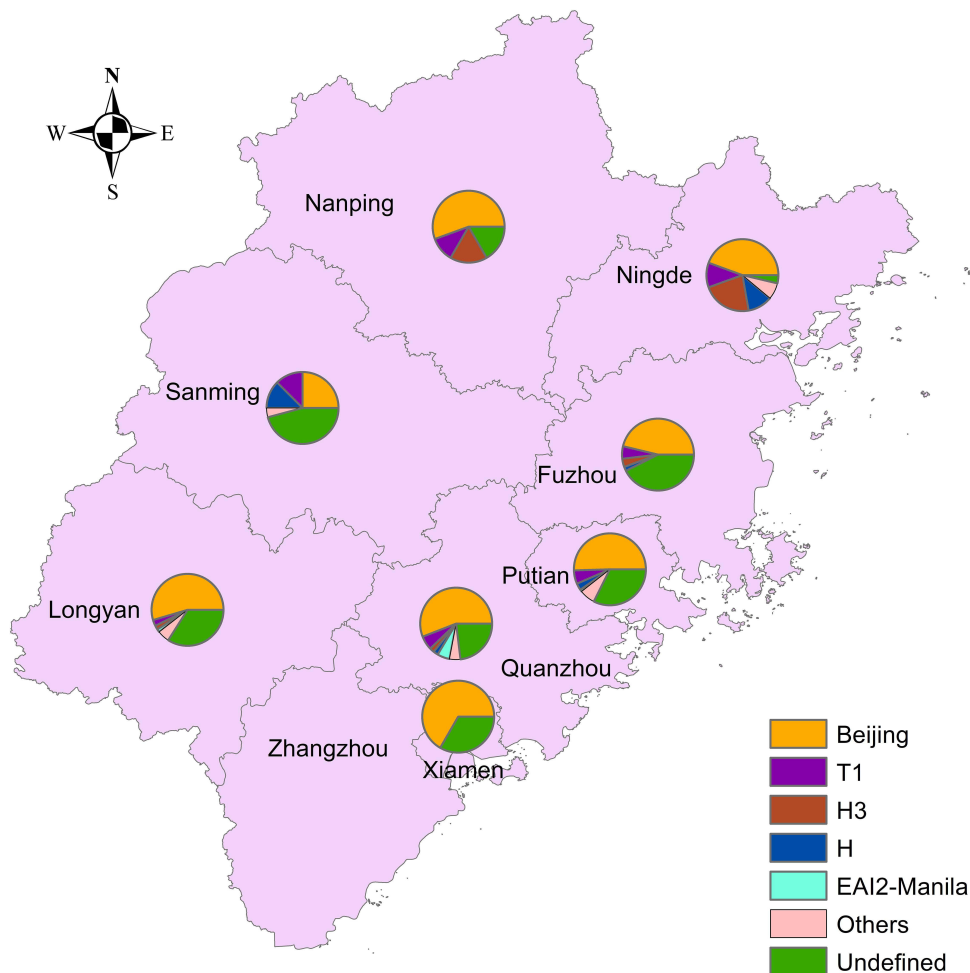 N
W
E
S
Nanping
Ningde
Sanming
Fuzhou
Putian
Longyan
Quanzhou
Zhangzhou
Xiamen
Beijing
T1
H3
H
EAI2-Manila
Others
Undefined